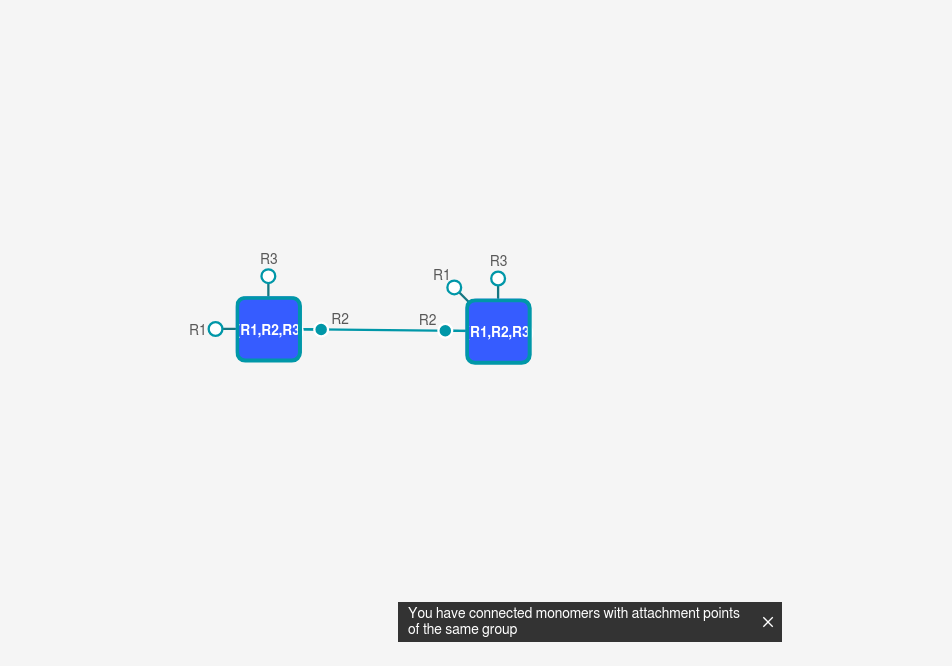 R3
R3
R1
R2
R2
R1
R1,R2,R3
R1,R2,R3
You have connected monomers with attachment points
of the same group